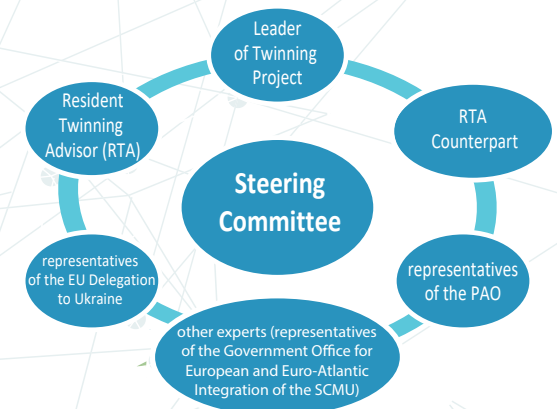 Leader
of Twinning
Project
Resident
Twinning
Advisor (RTA)
RTA
Counterpart
Steering
Committee
representatives
of the EU Delegation
to Ukraine
representatives
of the PAO
other experts (representatives
of the Government Office for
European and Euro-Atlantic
Integration of the SCMU)